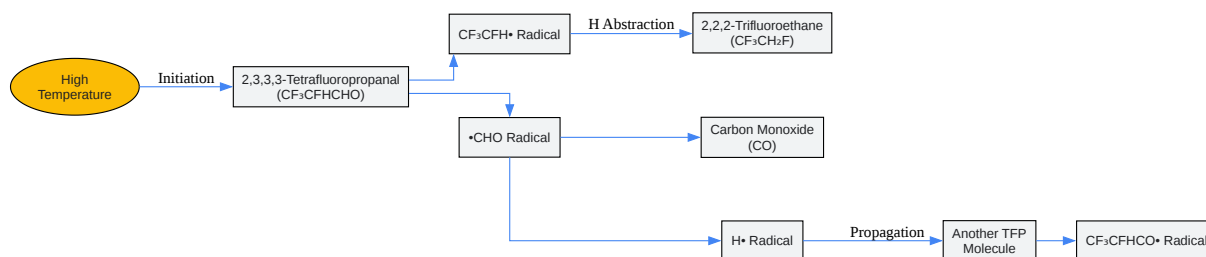 CF₃CFH• Radical
H Abstraction
2,2,2-Trifluoroethane
(CF₃CH₂F)
High
Temperature
Initiation
2,3,3,3-Tetrafluoropropanal
(CF₃CFHCHO)
•CHO Radical
Carbon Monoxide
(CO)
H• Radical
Propagation
Another TFP
Molecule
CF₃CFHCO• Radical